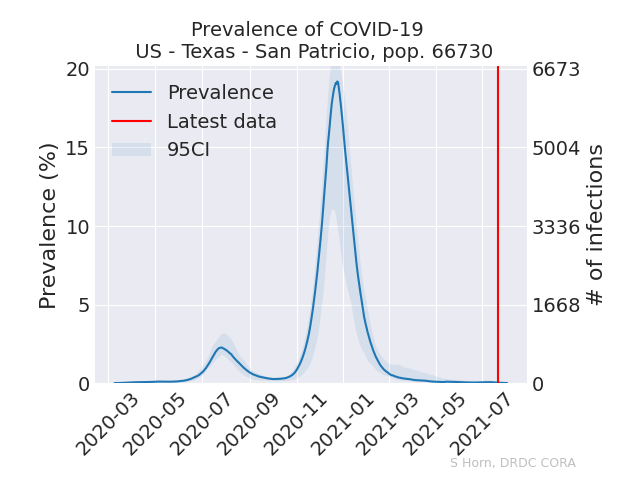 Prevalence of COVID-19
US - Texas - San Patricio, pop. 66730
Prevalence
Latest data
95CI
Prevalence (%)
20
15
10
5
0
6673
5004
3336
1668
0
# of infections
2020-03
2020-05
2020-07
2020-09
2020-11
2021-01
2021-03
2021-05
2021-07
S Horn, DRDC CORA